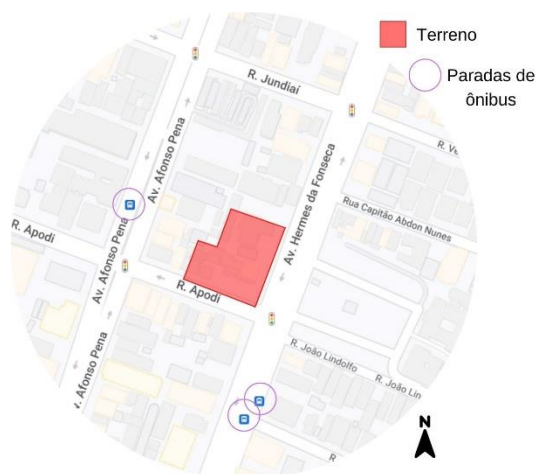 Terreno
Paradas de
ônibus
R. Jundiaí
Av. Afonso Pena
Av. Hermes da Fonseca
R. Ve
Rua Capitão Abdon Nunes
R. Apodi
Av. Afonso Pena
R. Apodi
Av. Afonso Pena
R. João Lindolfo
R. João Lin
R.
N